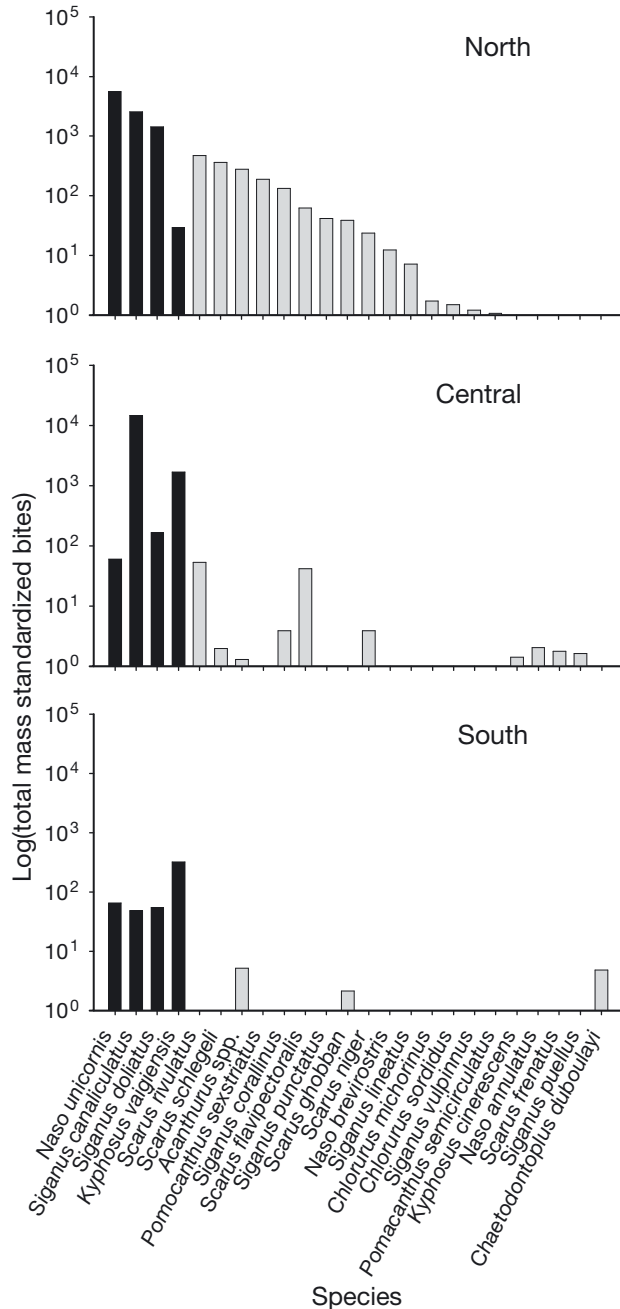 North
10⁵
10⁴
10³
10²
10¹
10⁰
Central
10⁵
10⁴
10³
10²
10¹
10⁰
South
10⁵
10⁴
10³
10²
10¹
10⁰
Log(total mass standardized bites)
Naso unicornis
Siganus canaliculatus
Siganus doliatus
Kyphosus vaigiensis
Scarus rivulatus
Scarus schlegeli
Acanthurus spp.
Pomocanthus sexstriatus
Siganus corallinus
Scarus flavipectoralis
Siganus punctatus
Scarus ghobban
Scarus niger
Naso brevirostris
Siganus lineatus
Chlorurus michorinus
Chlorurus sordidus
Siganus vulpinnus
Pomacanthus semicirculatus
Kyphosus cinerescens
Naso annulatus
Scarus frenatus
Siganus puellus
Chaetodontoplus duboulayi
Species